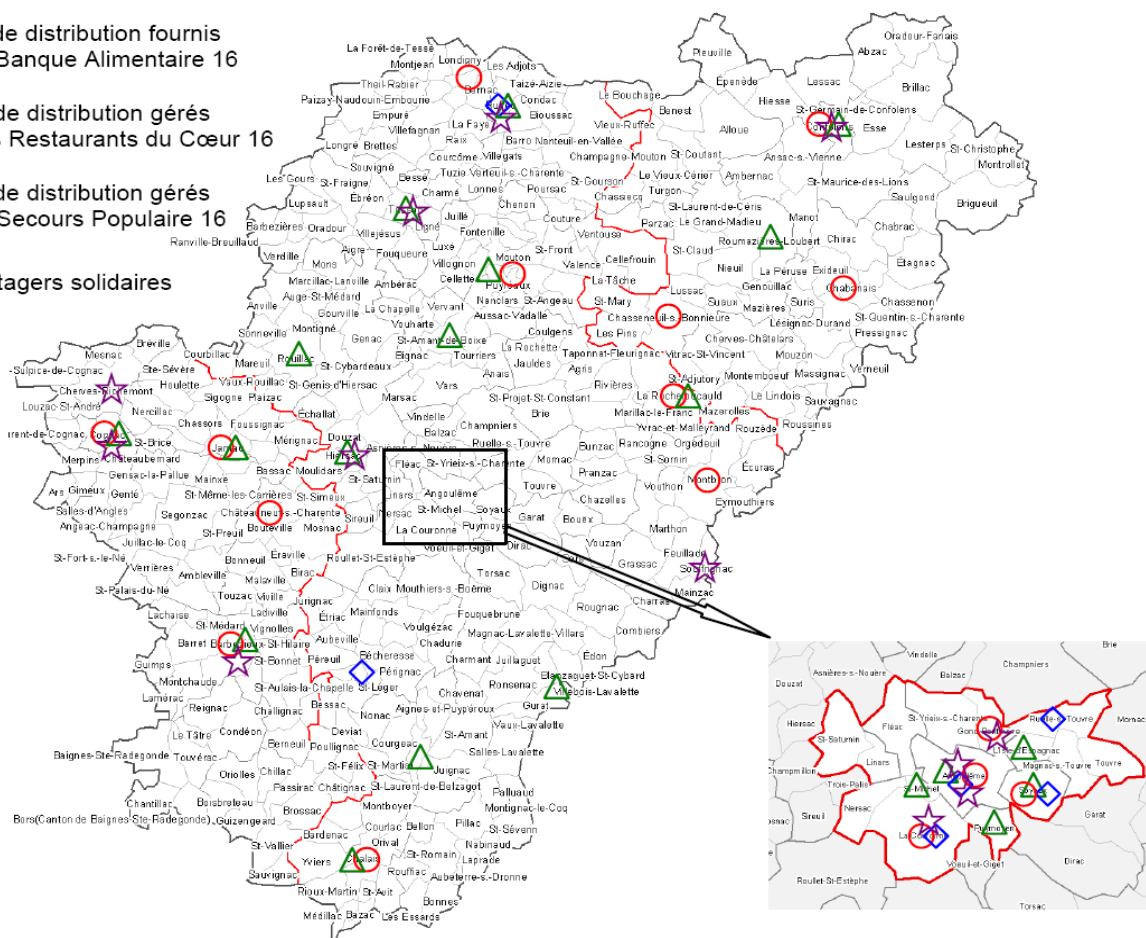 de distribution fournis
Banque Alimentaire 16
de distribution gérés
s Restaurants du Cœur 16
de distribution gérés
Secours Populaire 16
tagers solidaires
La Forêt-de-Tessé
Londigny
Montjean
Les Adjots
Theil-Rabier
Taizé-Aizie
Paizay-Naudouin-Embourie
Condac
Empuré
La Faye
Bioussac
Villefagnan
Raix
Barro
Nanteuil-en-Vallée
Longré
Brettes
Courcôme
Villegats
Souvigné
Tuzie
Verteuil-s.-Charente
Les Gours
St-Fraigne
Bessé
Charmé
Lonnes
Poursac
Lupsault
Ébréon
Ligné
Juillé
Chenon
Couture
Barbezières
Oradour
Villejésus
Fontenille
Ranville-Breuillaud
Aigre
Fouqueure
Luxé
St-Front
Ventouse
Verdille
Mons
Villognon
Mouton
Valence
Cellefrouin
Marcillac-Lanville
Ambérac
Cellette
Puyréaux
La Tâche
Pleuville
Oradour-Fanais
Abzac
Épenède
Lessac
Brillac
Le Bouchage
Benest
Hiesse
St-Germain-de-Confolens
Vieux-Ruffec
Alloue
Confolens
Esse
Lesterps
St-Christophe
Montrollet
Champagne-Mouton
St-Coutant
Ansac-s.-Vienne
Le Vieux-Cérier
Ambernac
St-Maurice-des-Lions
St-Gourson
Turgon
Saulgond
Brigueuil
Chassiecq
St-Laurent-de-Céris
Parzac
Le Grand-Madieu
Manot
Chabrac
St-Claud
Roumazières-Loubert
Chirac
Étagnac
Nieuil
La Péruse
Exideuil
Lussac
Genouillac
Chabanais
Suaux
Mazières
Suris
Chassenon
St-Mary
Chasseneuil-s.-Bonnieure
Lésignac-Durand
St-Quentin-s.-Charente
Pressignac
Les Pins
Cherves-Châtelars
Verneuil
Auge-St-Médard
Anville
Gourville
La Chapelle
Vervant
Nanclars
St-Angeau
Aussac-Vadalle
Sonneville
Montigné
Vouharte
Coulgens
Genac
St-Amant-de-Boixe
La Rochette
Rouillac
Bignac
Tourriers
Jauldes
Taponnat-Fleurignac
Vitrac-St-Vincent
Mouzon
St-Cybardeaux
Anais
Agris
St-Adjutory
Montembœuf
Massignac
Bréville
Mesnac
Courbillac
Mareuil
-Sulpice-de-Cognac
Ste-Sévère
Vaux-Rouillac
St-Genis-d'Hiersac
Vars
Rivières
Le Lindois
Sauvagnac
Cherves-Richemont
Houlette
Sigogne
Plaizac
Marsac
St-Projet-St-Constant
La Rochefoucauld
Louzac-St-André
Nercillac
Échallat
Brie
Marillac-le-Franc
Mazerolles
Chassors
Foussignac
Vindelle
Champniers
Yvrac-et-Malleyrand
Rouzède
Roussines
urent-de-Cognac
Cognac
St-Brice
Mérignac
Douzat
Balzac
Ruelle-s.-Touvre
Bunzac
Rancogne
Orgedeuil
Merpins
Châteaubernard
Jarnac
Hiersac
Asnières-s.-Nouère
Fléac
St-Yrieix-s.-Charente
Mornac
St-Sornin
Gensac-la-Pallue
Mainxe
Bassac
Moulidars
St-Saturnin
Pranzac
Écuras
Ars
Gimeux
Genté
St-Même-les-Carrières
St-Simeux
Linars
Angoulême
Touvre
Vouthon
Montbron
Salles-d'Angles
Segonzac
Châteauneuf-s.-Charente
Sireuil
Nersac
St-Michel
Soyaux
Chazelles
Eymouthiers
Angeac-Champagne
Bouteville
Mosnac
La Couronne
Puymoyen
Garat
Bouëx
Marthon
Juillac-le-Coq
St-Preuil
St-Fort-s.-le-Né
Éraville
Roullet-St-Estèphe
Voeuil-et-Giget
Dirac
Vouzan
Feuillade
Verrières
Bonneuil
Birac
Torsac
Grassac
Souffrignac
Ambleville
Malaville
Claix
Mouthiers-s.-Boëme
Dignac
Mainzac
St-Palais-du-Né
Touzac
Viville
Jurignac
Charras
Lachaise
Ladiville
Étriac
Mainfonds
Fouquebrune
Rougnac
St-Médard
Vignolles
Voulgézac
Magnac-Lavalette-Villars
Combiers
Barret
Barbezieux-St-Hilaire
Aubeville
Chadurie
Guimps
St-Bonnet
Péreuil
Bécheresse
Charmant
Juillaguet
Édon
Montchaude
Pérignac
Ronsenac
Blanzaguet-St-Cybard
St-Aulais-la-Chapelle
St-Léger
Chavenat
Villebois-Lavalette
Lamérac
Reignac
Challignac
Bessac
Nonac
Aignes-et-Puypéroux
Gurat
Le Tâtre
Condéon
Deviat
St-Amant
Vaux-Lavalette
Baignes-Ste-Radegonde
Touvérac
Berneuil
Poullignac
Courgeac
Salles-Lavalette
Oriolles
Chillac
St-Félix
St-Martial
Juignac
Passirac
Châtignac
St-Laurent-de-Belzagot
Palluaud
Chantillac
Boisbreteau
Brossac
Montboyer
Montignac-le-Coq
Bors(Canton de Baignes-Ste-Radegonde)
Guizengeard
Courlac
Bellon
Pillac
St-Séverin
Bardenac
Orival
Nabinaud
St-Vallier
Yviers
Chalais
St-Romain
Laprade
Sauvignac
Rouffiac
Aubeterre-s.-Dronne
Rioux-Martin
St-Avit
Bonnes
Médillac
Bazac
Les Essards
Vindelle
Brie
Asnières-s.-Nouère
Champniers
Balzac
Douzat
St-Yrieix-s.-Charente
Ruelle-s.-Touvre
Mornac
Hiersac
Fléac
Gond-Pontouvre
St-Saturnin
L'Isle-d'Espagnac
Linars
Magnac-s.-Touvre
Touvre
Champmillon
Angoulême
Trois-Palis
St-Michel
Soyaux
Nersac
Garat
Sireuil
Puymoyen
La Couronne
Voeuil-et-Giget
Dirac
Roullet-St-Estèphe
Torsac